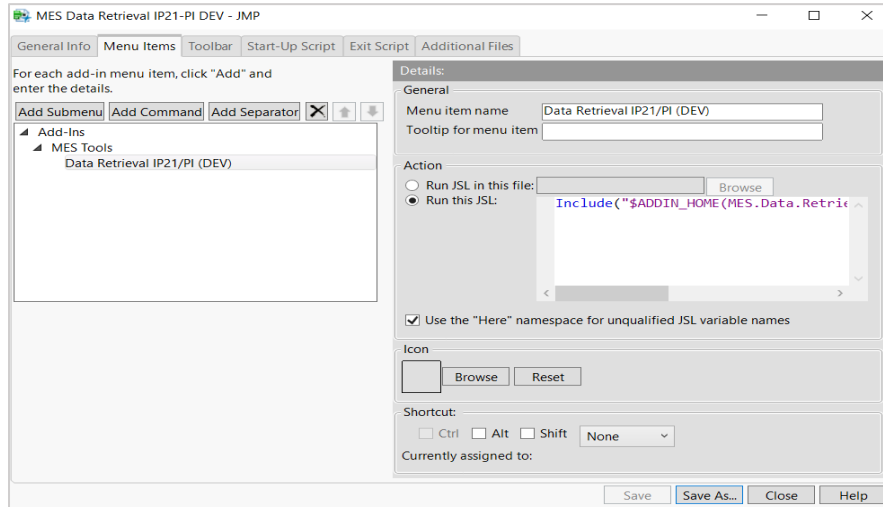 MES Data Retrieval IP21-PI DEV - JMP
General Info Menu Items Toolbar Start-Up Script Exit Script Additional Files
For each add-in menu item, click "Add" and
enter the details.
Add Submenu Add Command Add Separator
Add-Ins
MES Tools
Data Retrieval IP21/PI (DEV)
Details:
General
Menu item name Data Retrieval IP21/PI (DEV)
Tooltip for menu item
Action
Run JSL in this file: Browse
Run this JSL: Include("$ADDIN_HOME(MES.Data.Retrie
Use the "Here" namespace for unqualified JSL variable names
Icon
Browse Reset
Shortcut:
Ctrl Alt Shift None
Currently assigned to:
Save Save As... Close Help